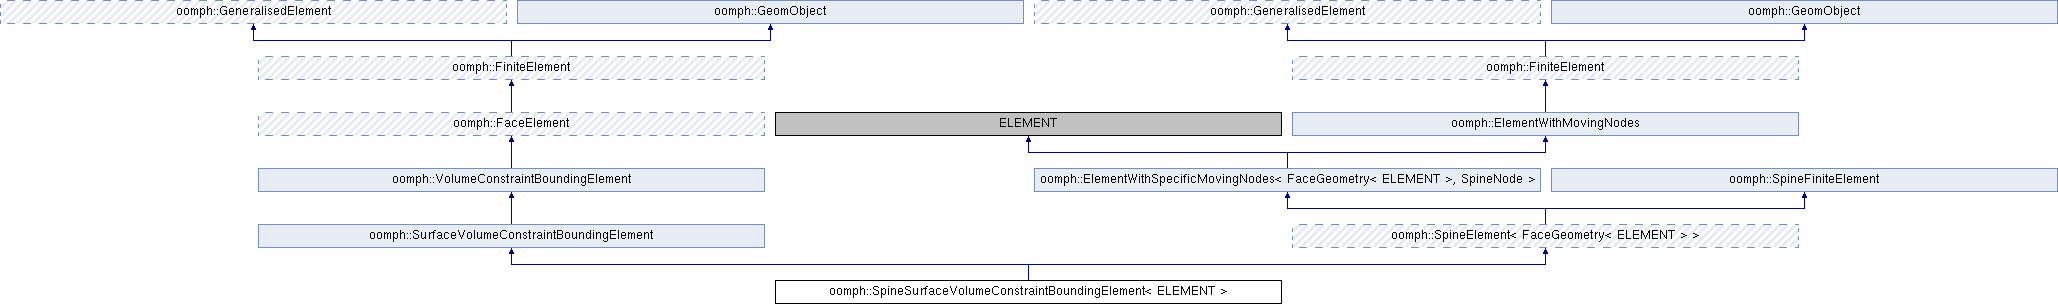 oomph::GeneralisedElement
oomph::GeomObject
oomph::GeneralisedElement
oomph::GeomObject
oomph::FiniteElement
oomph::FiniteElement
oomph::FaceElement
ELEMENT
oomph::ElementWithMovingNodes
oomph::VolumeConstraintBoundingElement
oomph::ElementWithSpecificMovingNodes< FaceGeometry< ELEMENT >, SpineNode >
oomph::SpineFiniteElement
oomph::SurfaceVolumeConstraintBoundingElement
oomph::SpineElement< FaceGeometry< ELEMENT > >
oomph::SpineSurfaceVolumeConstraintBoundingElement< ELEMENT >